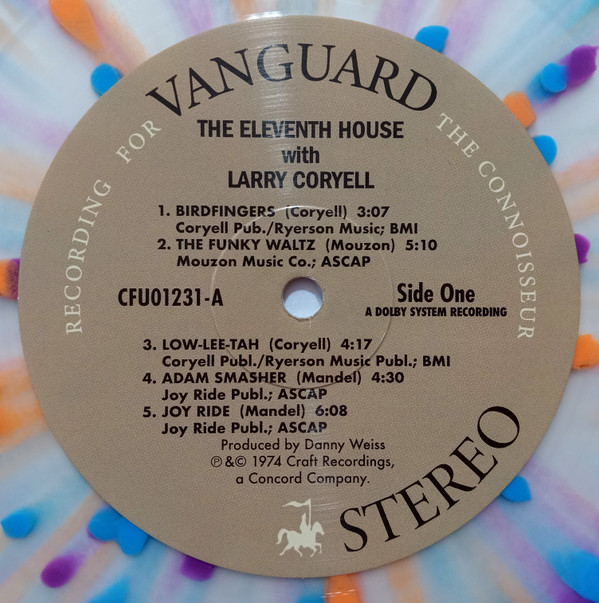 VANGUARD
RECORDING FOR THE CONNOISSEUR
THE ELEVENTH HOUSE
with
LARRY CORYELL
1. BIRDFINGERS (Coryell) 3:07
Coryell Pub./Ryerson Music; BMI
2. THE FUNKY WALTZ (Mouzon) 5:10
Mouzon Music Co.; ASCAP
CFU01231-A
Side One
A DOLBY SYSTEM RECORDING
3. LOW-LEE-TAH (Coryell) 4:17
Coryell Publ./Ryerson Music Publ.; BMI
4. ADAM SMASHER (Mandel) 4:30
Joy Ride Publ.; ASCAP
5. JOY RIDE (Mandel) 6:08
Joy Ride Publ.; ASCAP
Produced by Danny Weiss
℗&© 1974 Craft Recordings,
a Concord Company.
STEREO